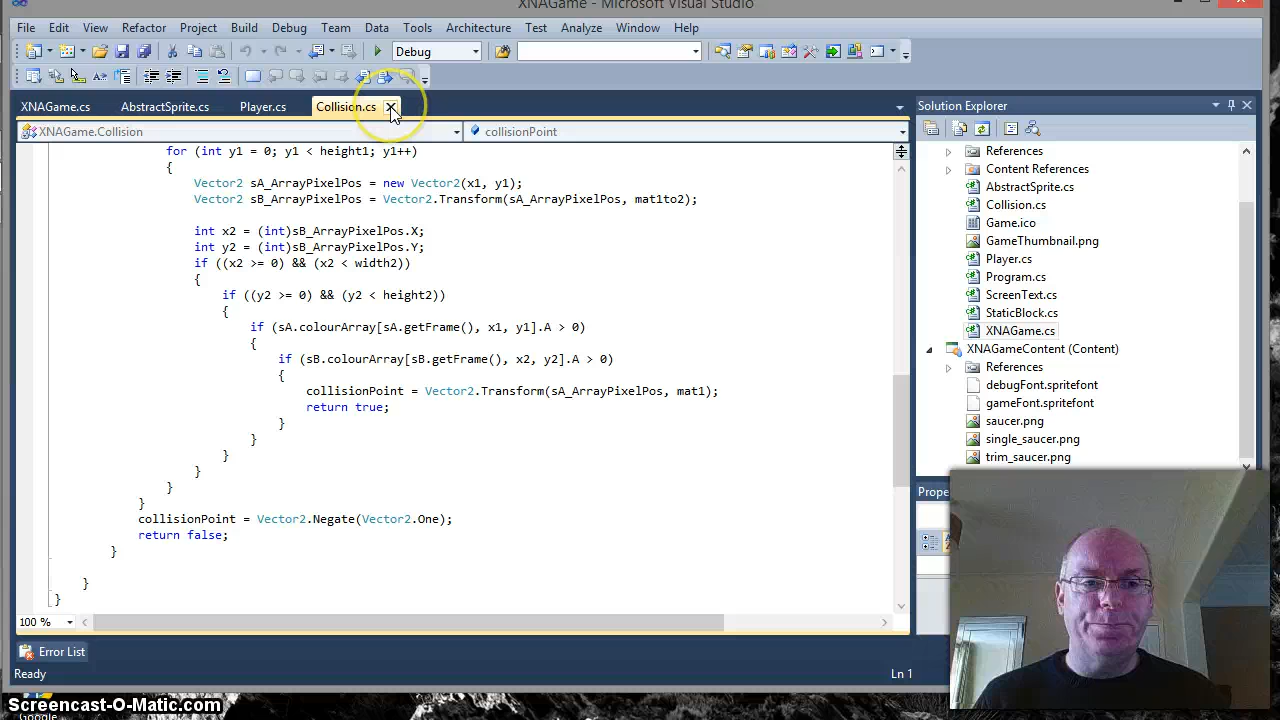 XNAGame - Microsoft Visual Studio
File Edit View Refactor Project Build Debug Team Data Tools Architecture Test Analyze Window Help
Debug
XNAGame.cs AbstractSprite.cs Player.cs Collision.cs
XNAGame.Collision collisionPoint
for (int y1 = 0; y1 < height1; y1++)
{
Vector2 sA_ArrayPixelPos = new Vector2(x1, y1);
Vector2 sB_ArrayPixelPos = Vector2.Transform(sA_ArrayPixelPos, mat1to2);
int x2 = (int)sB_ArrayPixelPos.X;
int y2 = (int)sB_ArrayPixelPos.Y;
if ((x2 >= 0) && (x2 < width2))
{
if ((y2 >= 0) && (y2 < height2))
{
if (sA.colourArray[sA.getFrame(), x1, y1].A > 0)
{
if (sB.colourArray[sB.getFrame(), x2, y2].A > 0)
{
collisionPoint = Vector2.Transform(sA_ArrayPixelPos, mat1);
return true;
}
}
}
}
}
}
collisionPoint = Vector2.Negate(Vector2.One);
return false;
}
}
}
100 %
Error List
Ready Ln 1
Solution Explorer
References
Content References
AbstractSprite.cs
Collision.cs
Game.ico
GameThumbnail.png
Player.cs
Program.cs
ScreenText.cs
StaticBlock.cs
XNAGame.cs
XNAGameContent (Content)
References
debugFont.spritefont
gameFont.spritefont
saucer.png
single_saucer.png
trim_saucer.png
Prope
Screencast-O-Matic.com
Google